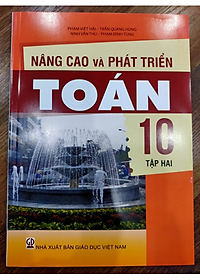 PHẠM VIỆT HẢI - TRẦN QUANG HÙNG
NINH VĂN THU - PHẠM ĐÌNH TÙNG
NÂNG CAO VÀ PHÁT TRIỂN
TOÁN
10
TẬP HAI
NHÀ XUẤT BẢN GIÁO DỤC VIỆT NAM